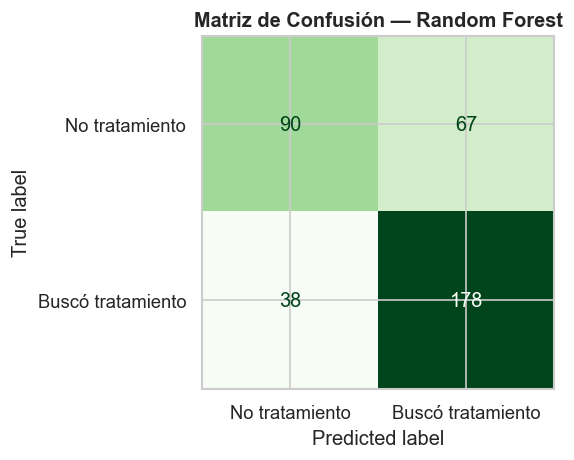 Matriz de Confusión — Random Forest
True label
No tratamiento
90
67
Buscó tratamiento
38
178
No tratamiento
Buscó tratamiento
Predicted label